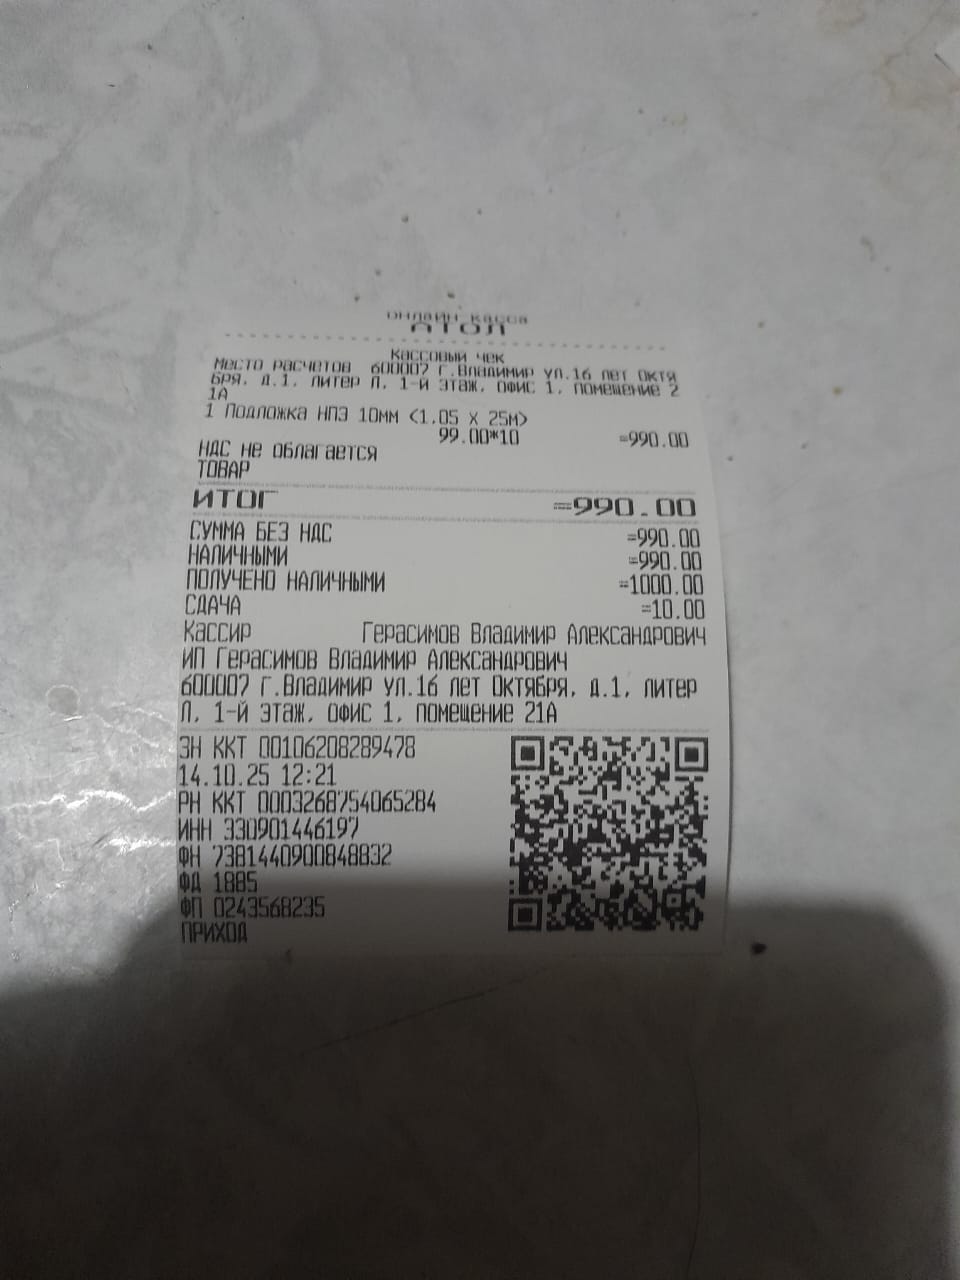 ОНЛАЙН КАССА
АТОЛ
КАССОВЫЙ ЧЕК
МЕСТО РАСЧЕТОВ 600007 Г.ВЛАДИМИР УЛ.16 ЛЕТ ОКТЯ
БРЯ, Д.1, ЛИТЕР Л, 1-Й ЭТАЖ, ОФИС 1, ПОМЕЩЕНИЕ 2
1А
1 ПОДЛОЖКА НПЭ 10ММ <1.05 X 25М>
99.00*10 =990.00
НДС НЕ ОБЛАГАЕТСЯ
ТОВАР
ИТОГ =990.00
СУММА БЕЗ НДС =990.00
НАЛИЧНЫМИ =990.00
ПОЛУЧЕНО НАЛИЧНЫМИ =1000.00
СДАЧА =10.00
КАССИР ГЕРАСИМОВ ВЛАДИМИР АЛЕКСАНДРОВИЧ
ИП ГЕРАСИМОВ ВЛАДИМИР АЛЕКСАНДРОВИЧ
600007 Г.ВЛАДИМИР УЛ.16 ЛЕТ ОКТЯБРЯ, Д.1, ЛИТЕР
Л, 1-Й ЭТАЖ, ОФИС 1, ПОМЕЩЕНИЕ 21А
ЗН ККТ 00106208289478
14.10.25 12:21
РН ККТ 0003268754065284
ИНН 330901446197
ФН 7381440900848832
ФД 1885
ФП 0243568235
ПРИХОД